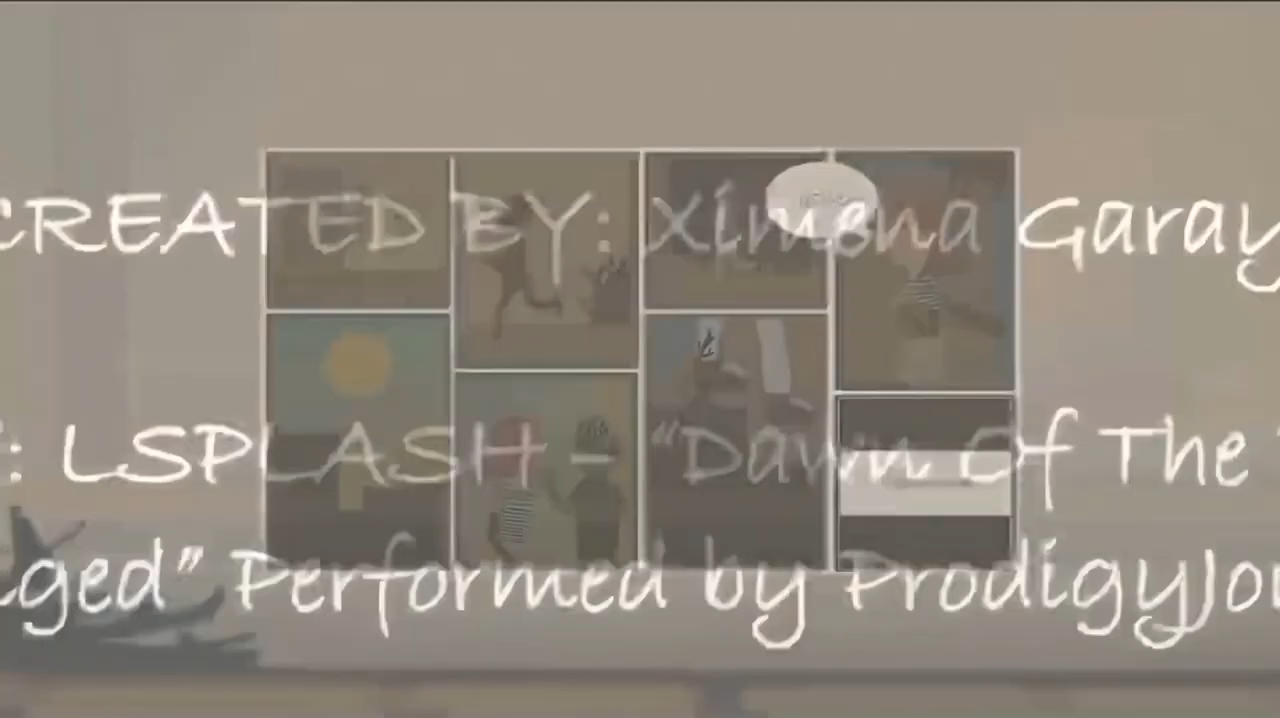 CREATED BY: Ximena Garay
: LSPLASH - "Dawn Of The
ged" Performed by ProdigyJo